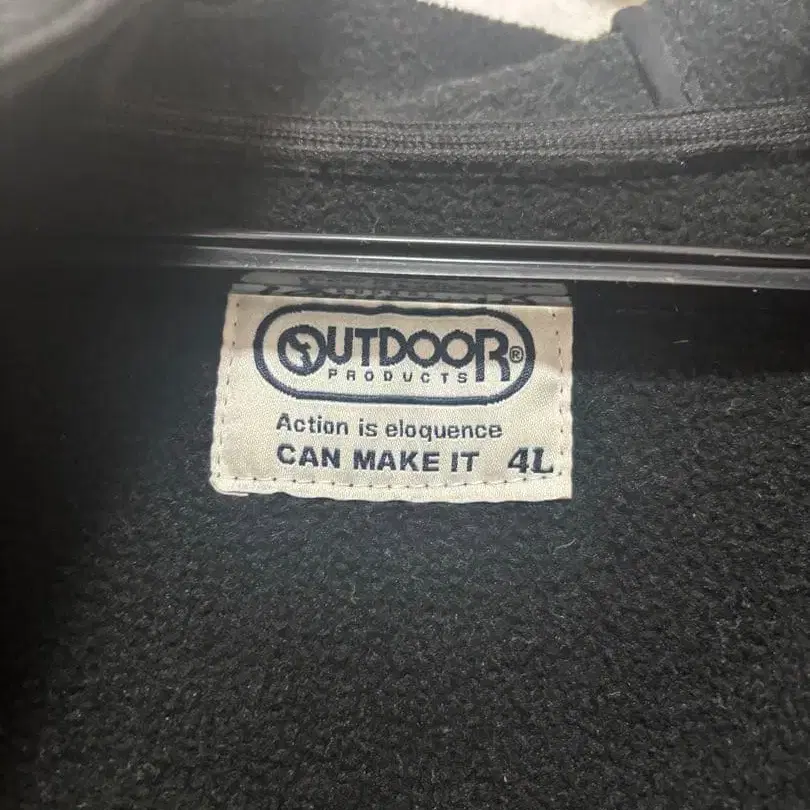 OUTDOOR®
PRODUCTS
Action is eloquence
CAN MAKE IT 4L